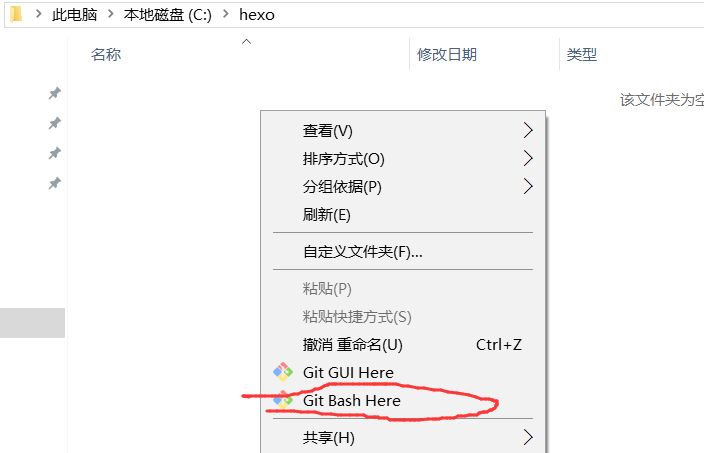 此电脑 > 本地磁盘 (C:) > hexo
名称 修改日期 类型
该文件夹为空
查看(V)
排序方式(O)
分组依据(P)
刷新(E)
自定义文件夹(F)...
粘贴(P)
粘贴快捷方式(S)
撤消 重命名(U) Ctrl+Z
Git GUI Here
Git Bash Here
共享(H)